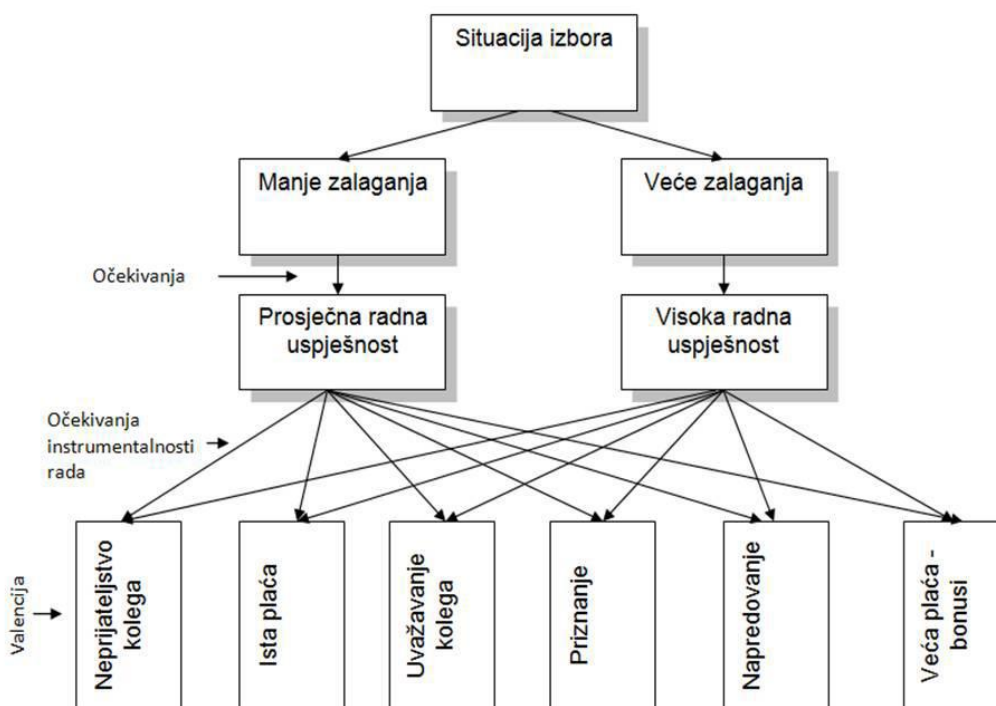 Situacija izbora
Manje zalaganja
Veće zalaganja
Očekivanja
Prosječna radna
uspješnost
Visoka radna
uspješnost
Očekivanja
instrumentalnosti
rada
Valencija
Neprijateljstvo
kolega
Ista plaća
Uvažavanje
kolega
Priznanje
Napredovanje
Veća plaća -
bonusi